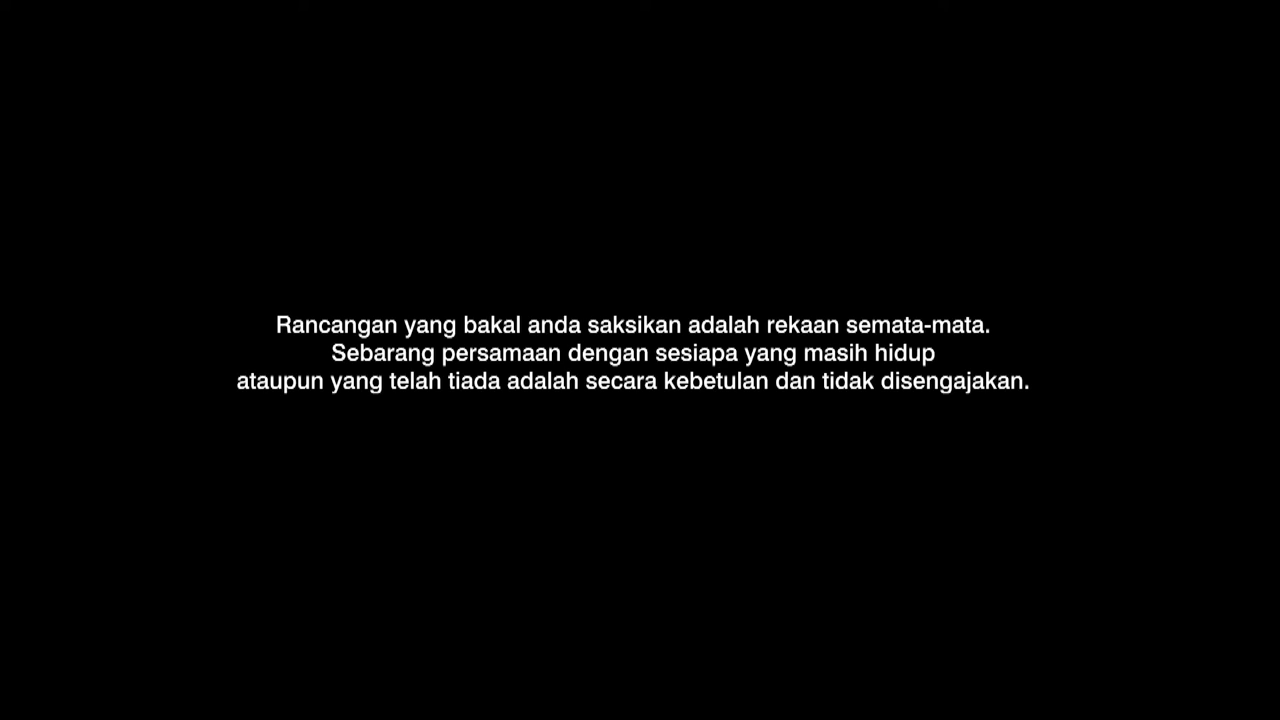 Rancangan yang bakal anda saksikan adalah rekaan semata-mata.
Sebarang persamaan dengan sesiapa yang masih hidup
ataupun yang telah tiada adalah secara kebetulan dan tidak disengajakan.